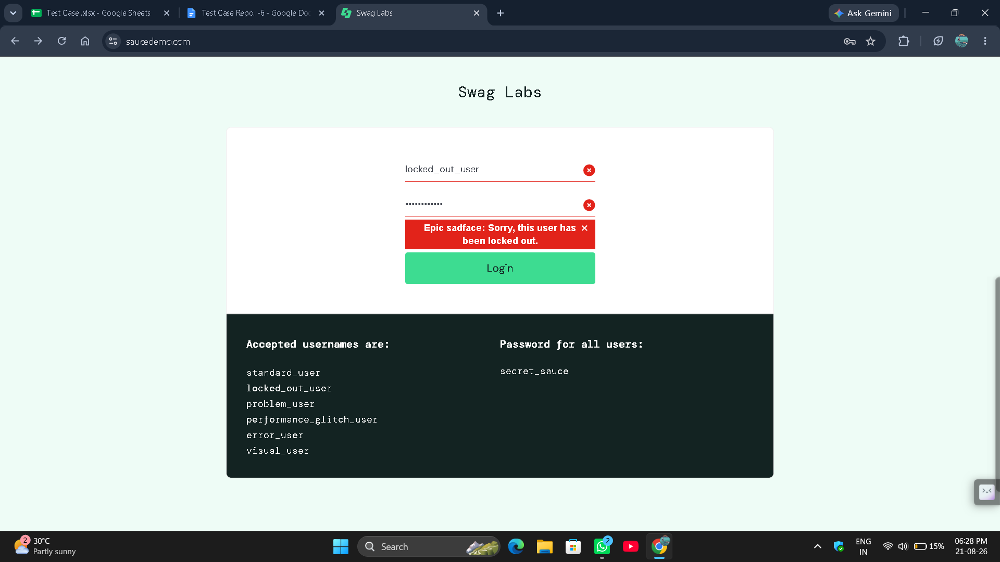 Test Case .xlsx - Google Sheets
Test Case Repo.:-6 - Google Doc
Swag Labs
Ask Gemini
saucedemo.com
Swag Labs
locked_out_user
••••••••••••
Epic sadface: Sorry, this user has
been locked out.
Login
Accepted usernames are:
standard_user
locked_out_user
problem_user
performance_glitch_user
error_user
visual_user
Password for all users:
secret_sauce
2
30°C
Partly sunny
Search
2
ENG
IN
15%
06:28 PM
21-08-26